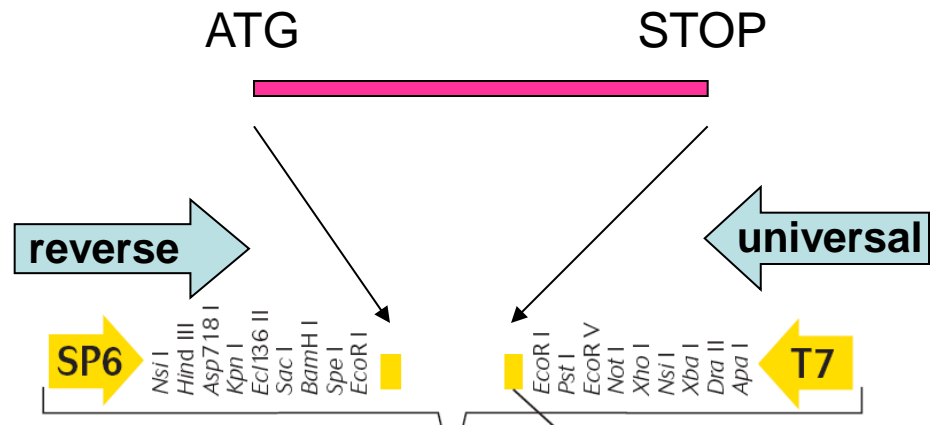 ATG
STOP
reverse
universal
SP6
Nsi I
Hind III
Asp718 I
Kpn I
Ecl136 II
Sac I
BamH I
Spe I
EcoR I
EcoR I
Pst I
EcoR V
Not I
Xho I
Nsi I
Xba I
Dra II
Apa I
T7